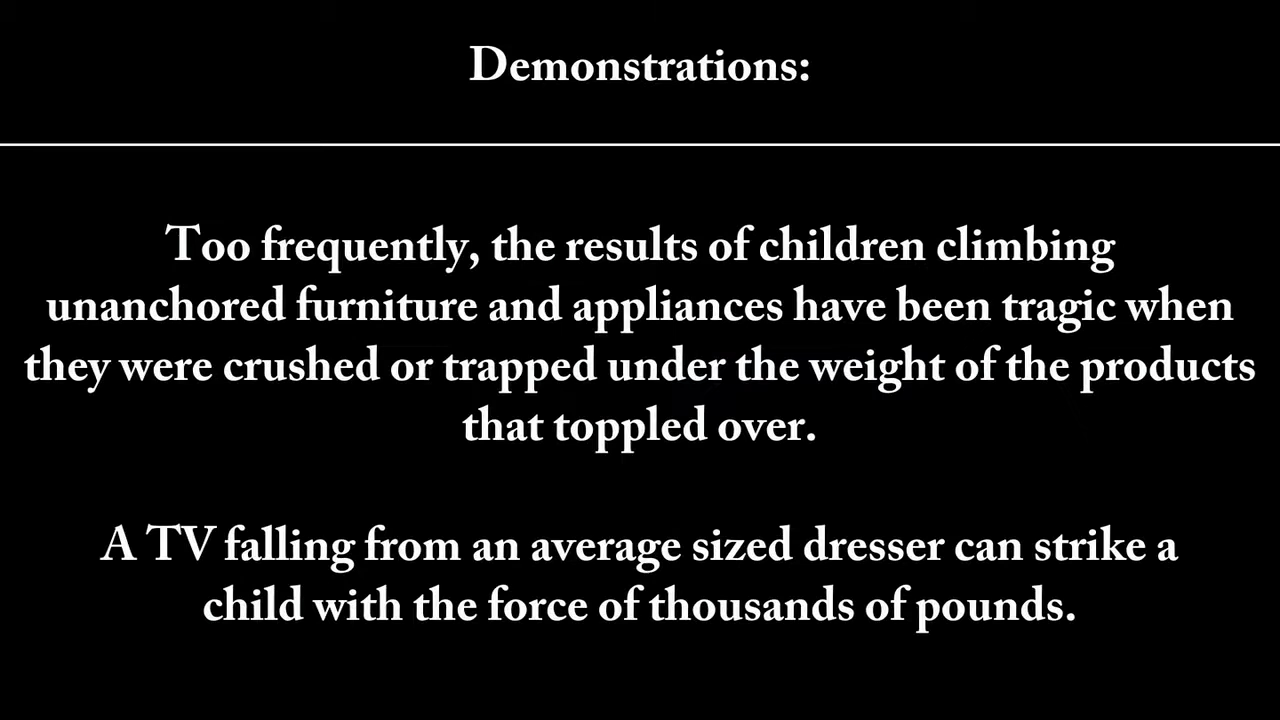 Demonstrations:
Too frequently, the results of children climbing
unanchored furniture and appliances have been tragic when
they were crushed or trapped under the weight of the products
that toppled over.
A TV falling from an average sized dresser can strike a
child with the force of thousands of pounds.